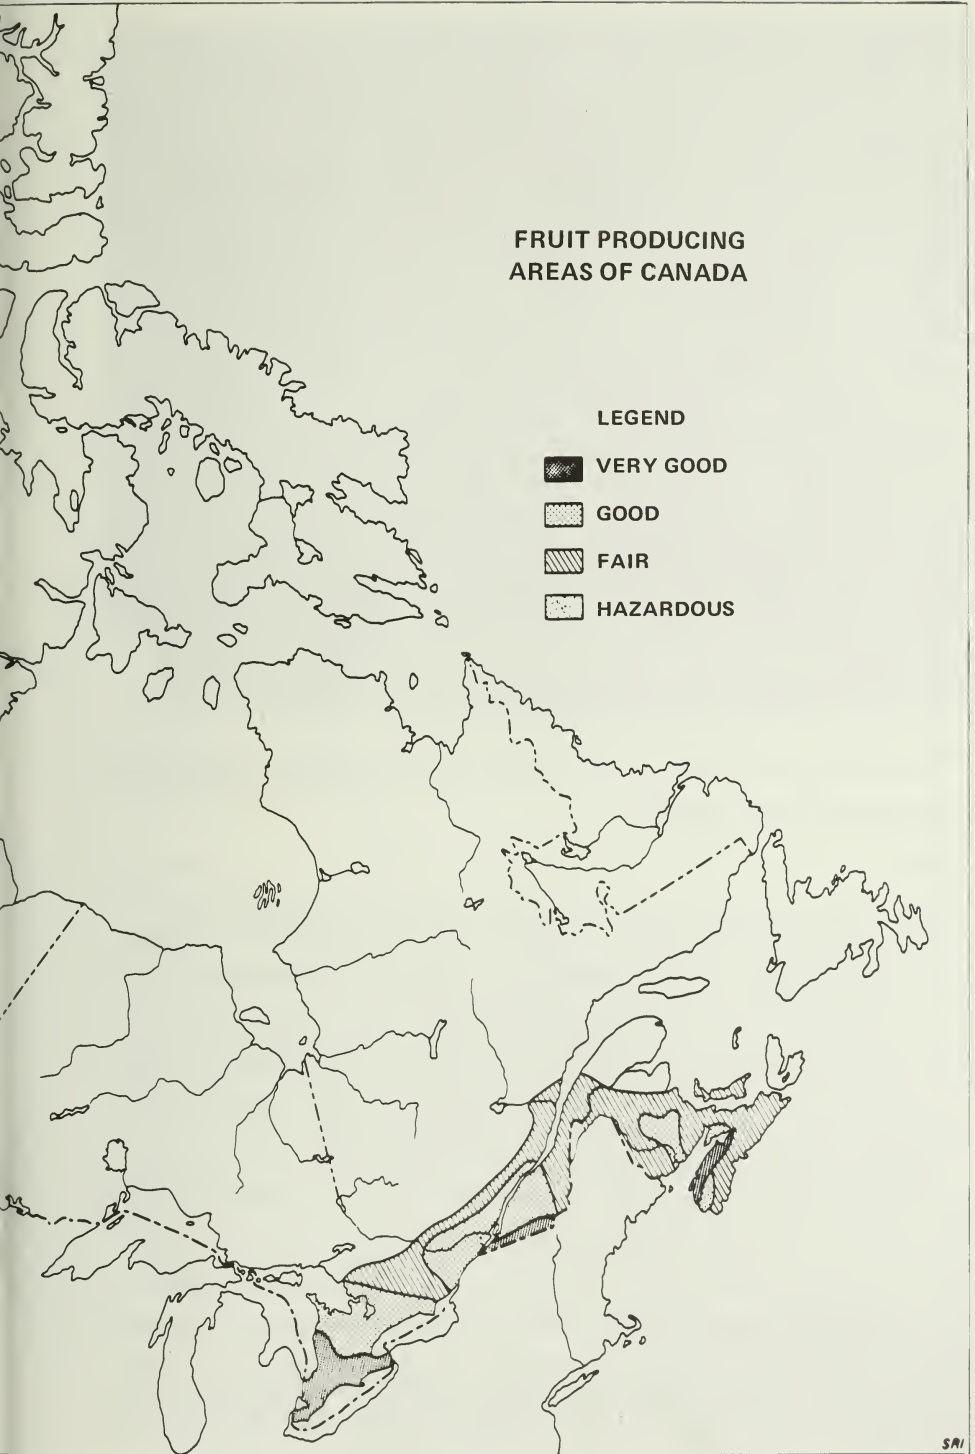 FRUIT PRODUCING
AREAS OF CANADA
LEGEND
VERY GOOD
GOOD
FAIR
HAZARDOUS
SRI